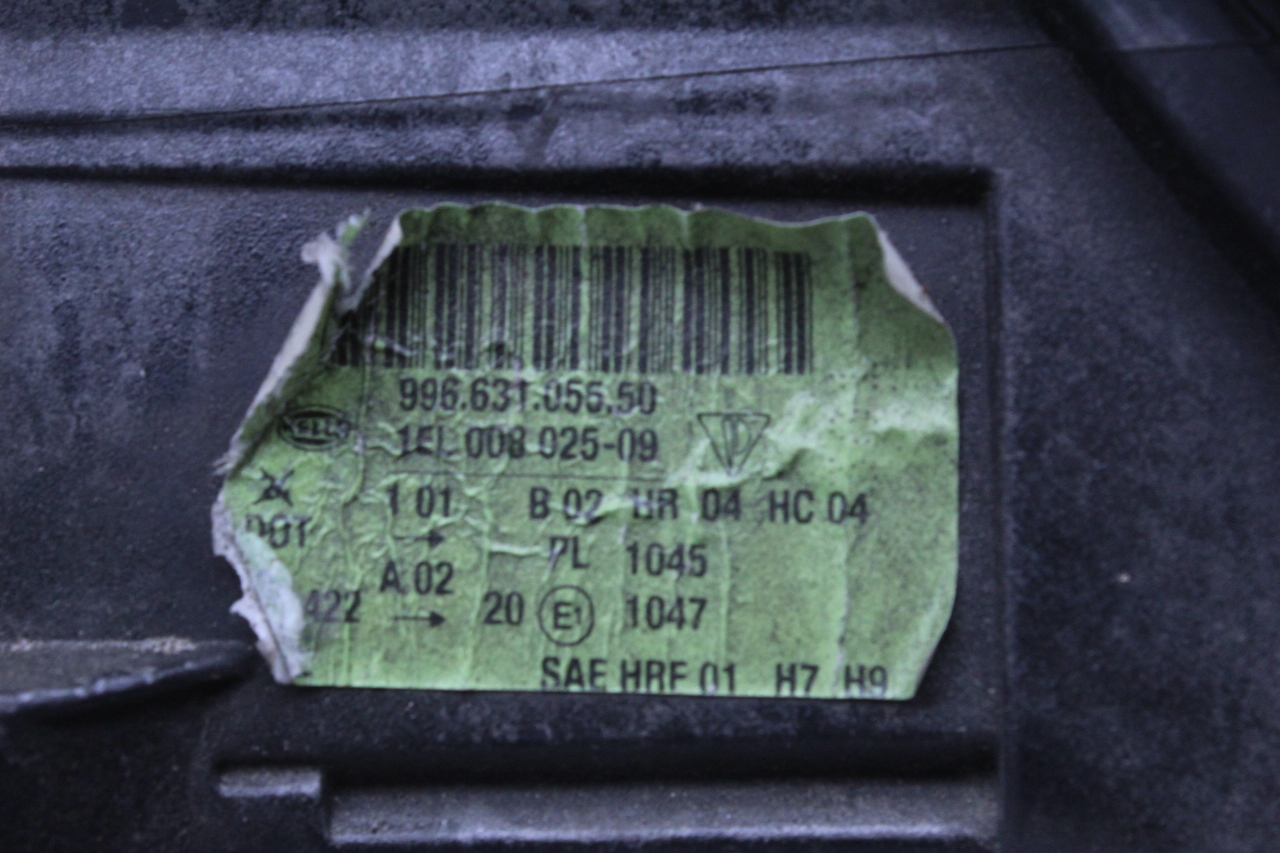 996.631.055.50
HELLA
1EL 008 025-09
1 01 B 02 HR 04 HC 04
DOT
PL 1045
A 02
422 20 E1 1047
SAE HRF 01 H7 H9